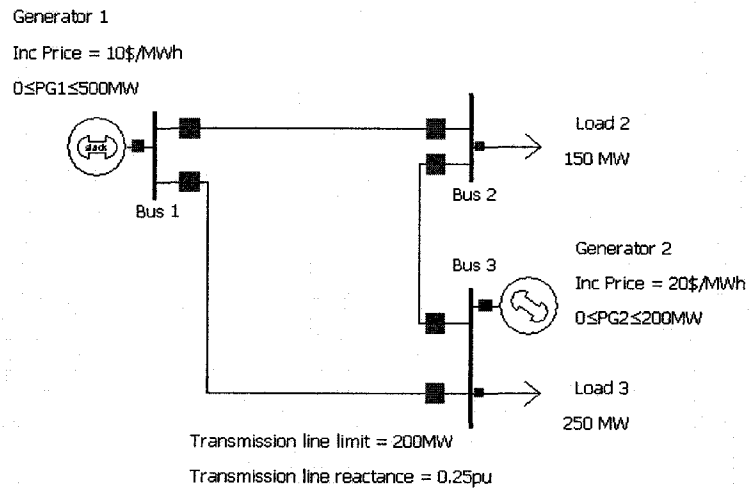 Generator 1
Inc Price = 10$/MWh
0≤PG1≤500MW
slack
Bus 1
Load 2
150 MW
Bus 2
Generator 2
Bus 3
Inc Price = 20$/MWh
0≤PG2≤200MW
Load 3
250 MW
Transmission line limit = 200MW
Transmission line reactance = 0.25pu